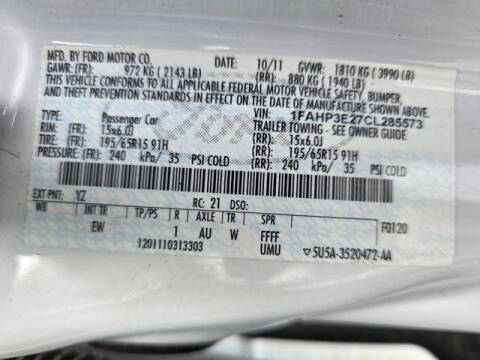 MFD. BY FORD MOTOR CO. DATE: 10/11 GVWR: 1810 KG ( 3990 LB)
GAWR: (FR): 972 KG ( 2143 LB) (RR): 880 KG ( 1940 LB)
THIS VEHICLE CONFORMS TO ALL APPLICABLE FEDERAL MOTOR VEHICLE SAFETY, BUMPER,
AND THEFT PREVENTION STANDARDS IN EFFECT ON THE DATE OF MANUFACTURE SHOWN ABOVE.
VIN: 1FAHP3E27CL285573
TYPE: Passenger Car TRAILER TOWING - SEE OWNER GUIDE
RIM: (FR): 15x6.0J (RR): 15x6.0J
TIRE: (FR): 195/65R15 91H (RR): 195/65R15 91H
PRESSURE: (FR): 240 kPa/ 35 PSI COLD (RR): 240 kPa/ 35 PSI COLD
EXT PNT: YZ RC: 21 DSO:
WB INT TR TP/PS R AXLE TR SPR F0120
EW 1 AU W FFFF
1201110313303 UMU ▽5U5A-3520472-AA